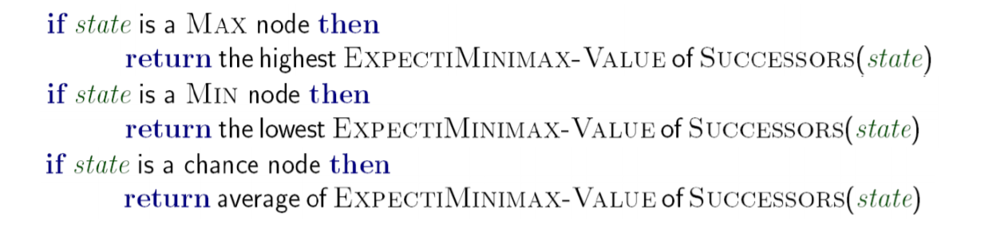 if state is a MAX node then
return the highest EXPECTIMINIMAX-VALUE of SUCCESSORS(state)
if state is a MIN node then
return the lowest EXPECTIMINIMAX-VALUE of SUCCESSORS(state)
if state is a chance node then
return average of EXPECTIMINIMAX-VALUE of SUCCESSORS(state)